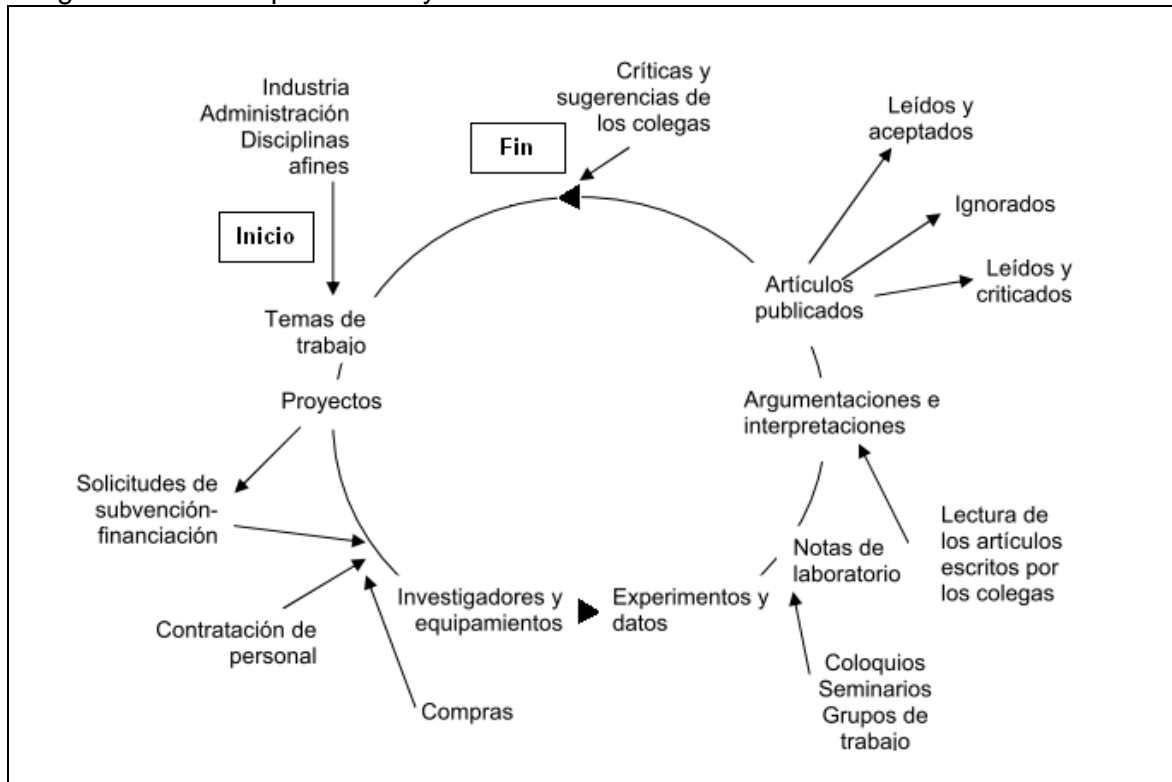 Industria
Administración
Disciplinas
afines
Críticas y
sugerencias de
los colegas
Fin
Inicio
Leídos y
aceptados
Ignorados
Leídos y
criticados
Artículos
publicados
Temas de
trabajo
Proyectos
Argumentaciones e
interpretaciones
Solicitudes de
subvención-
financiación
Notas de
laboratorio
Lectura de
los artículos
escritos por
los colegas
Investigadores y
equipamientos
Experimentos y
datos
Contratación de
personal
Compras
Coloquios
Seminarios
Grupos de
trabajo